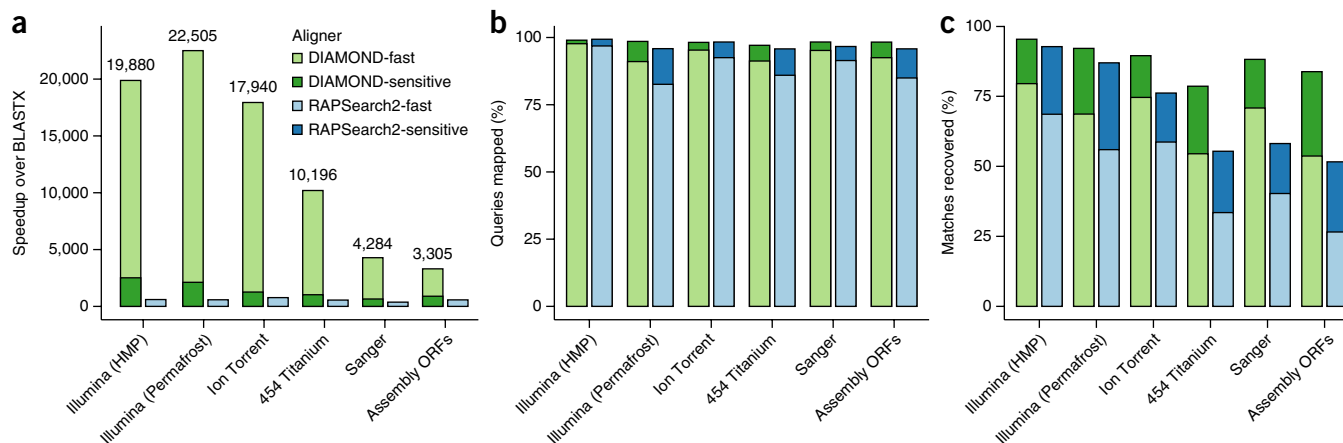 a
Speedup over BLASTX
20,000
15,000
10,000
5,000
0
19,880
22,505
17,940
10,196
4,284
3,305
Aligner
DIAMOND-fast
DIAMOND-sensitive
RAPSearch2-fast
RAPSearch2-sensitive
Illumina (HMP)
Illumina (Permafrost)
Ion Torrent
454 Titanium
Sanger
Assembly ORFs
b
Queries mapped (%)
100
75
50
25
0
Illumina (HMP)
Illumina (Permafrost)
Ion Torrent
454 Titanium
Sanger
Assembly ORFs
c
Matches recovered (%)
100
75
50
25
0
Illumina (HMP)
Illumina (Permafrost)
Ion Torrent
454 Titanium
Sanger
Assembly ORFs